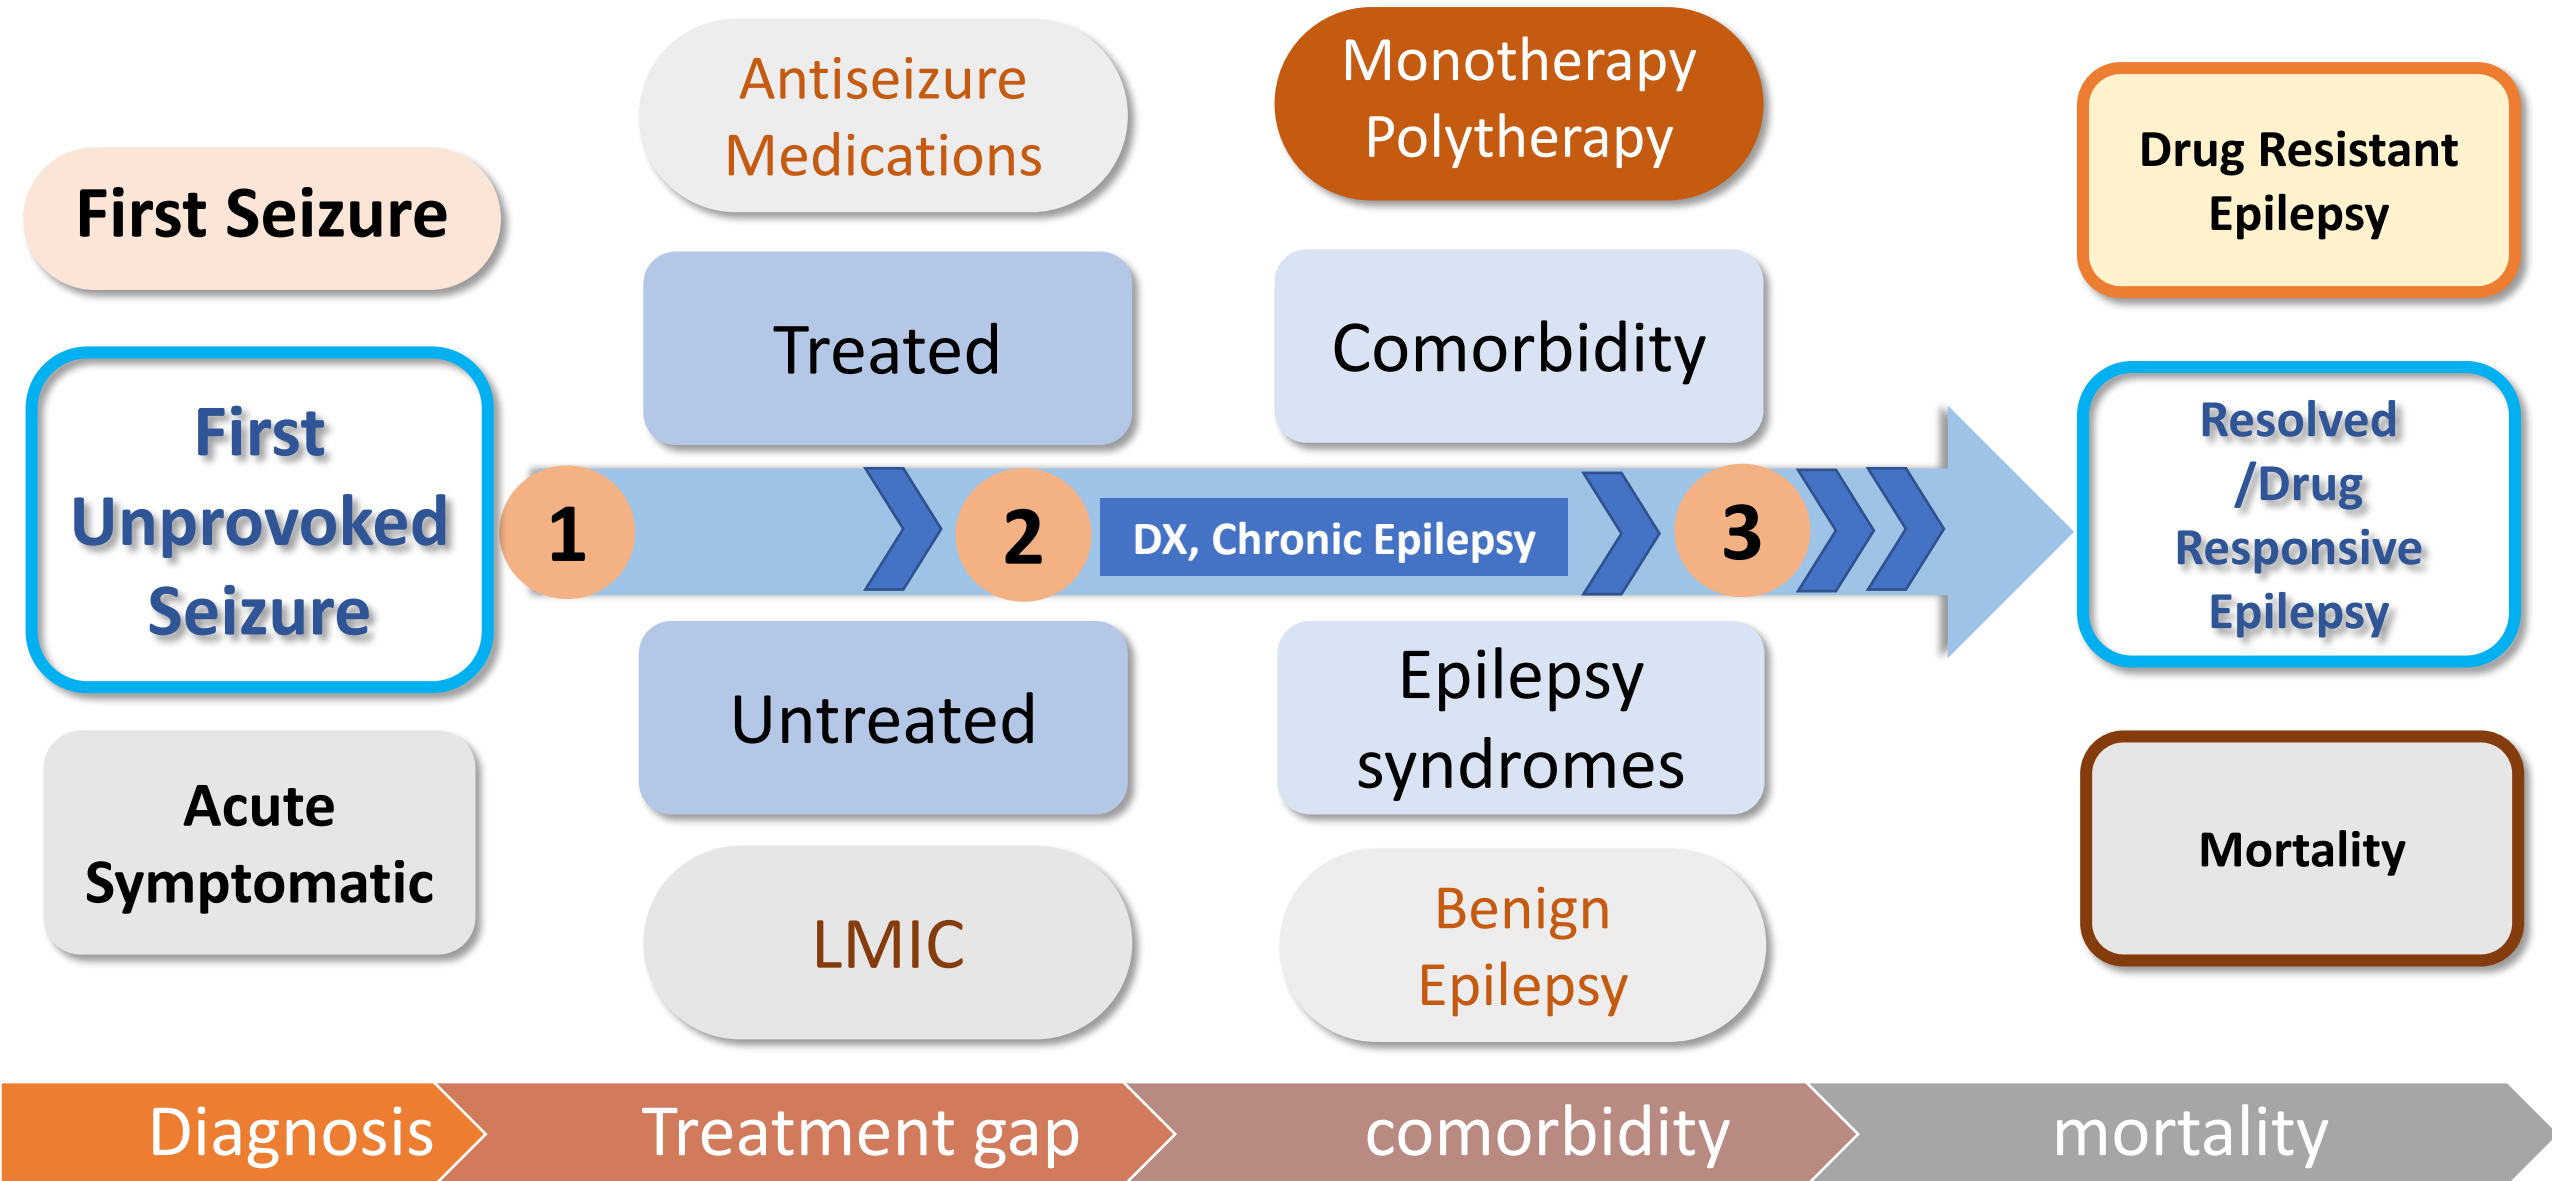 First Seizure
First
Unprovoked
Seizure
Acute
Symptomatic
Antiseizure
Medications
Treated
Untreated
LMIC
Monotherapy
Polytherapy
Comorbidity
1
2
DX, Chronic Epilepsy
3
Epilepsy
syndromes
Benign
Epilepsy
Drug Resistant
Epilepsy
Resolved
/Drug
Responsive
Epilepsy
Mortality
Diagnosis
Treatment gap
comorbidity
mortality